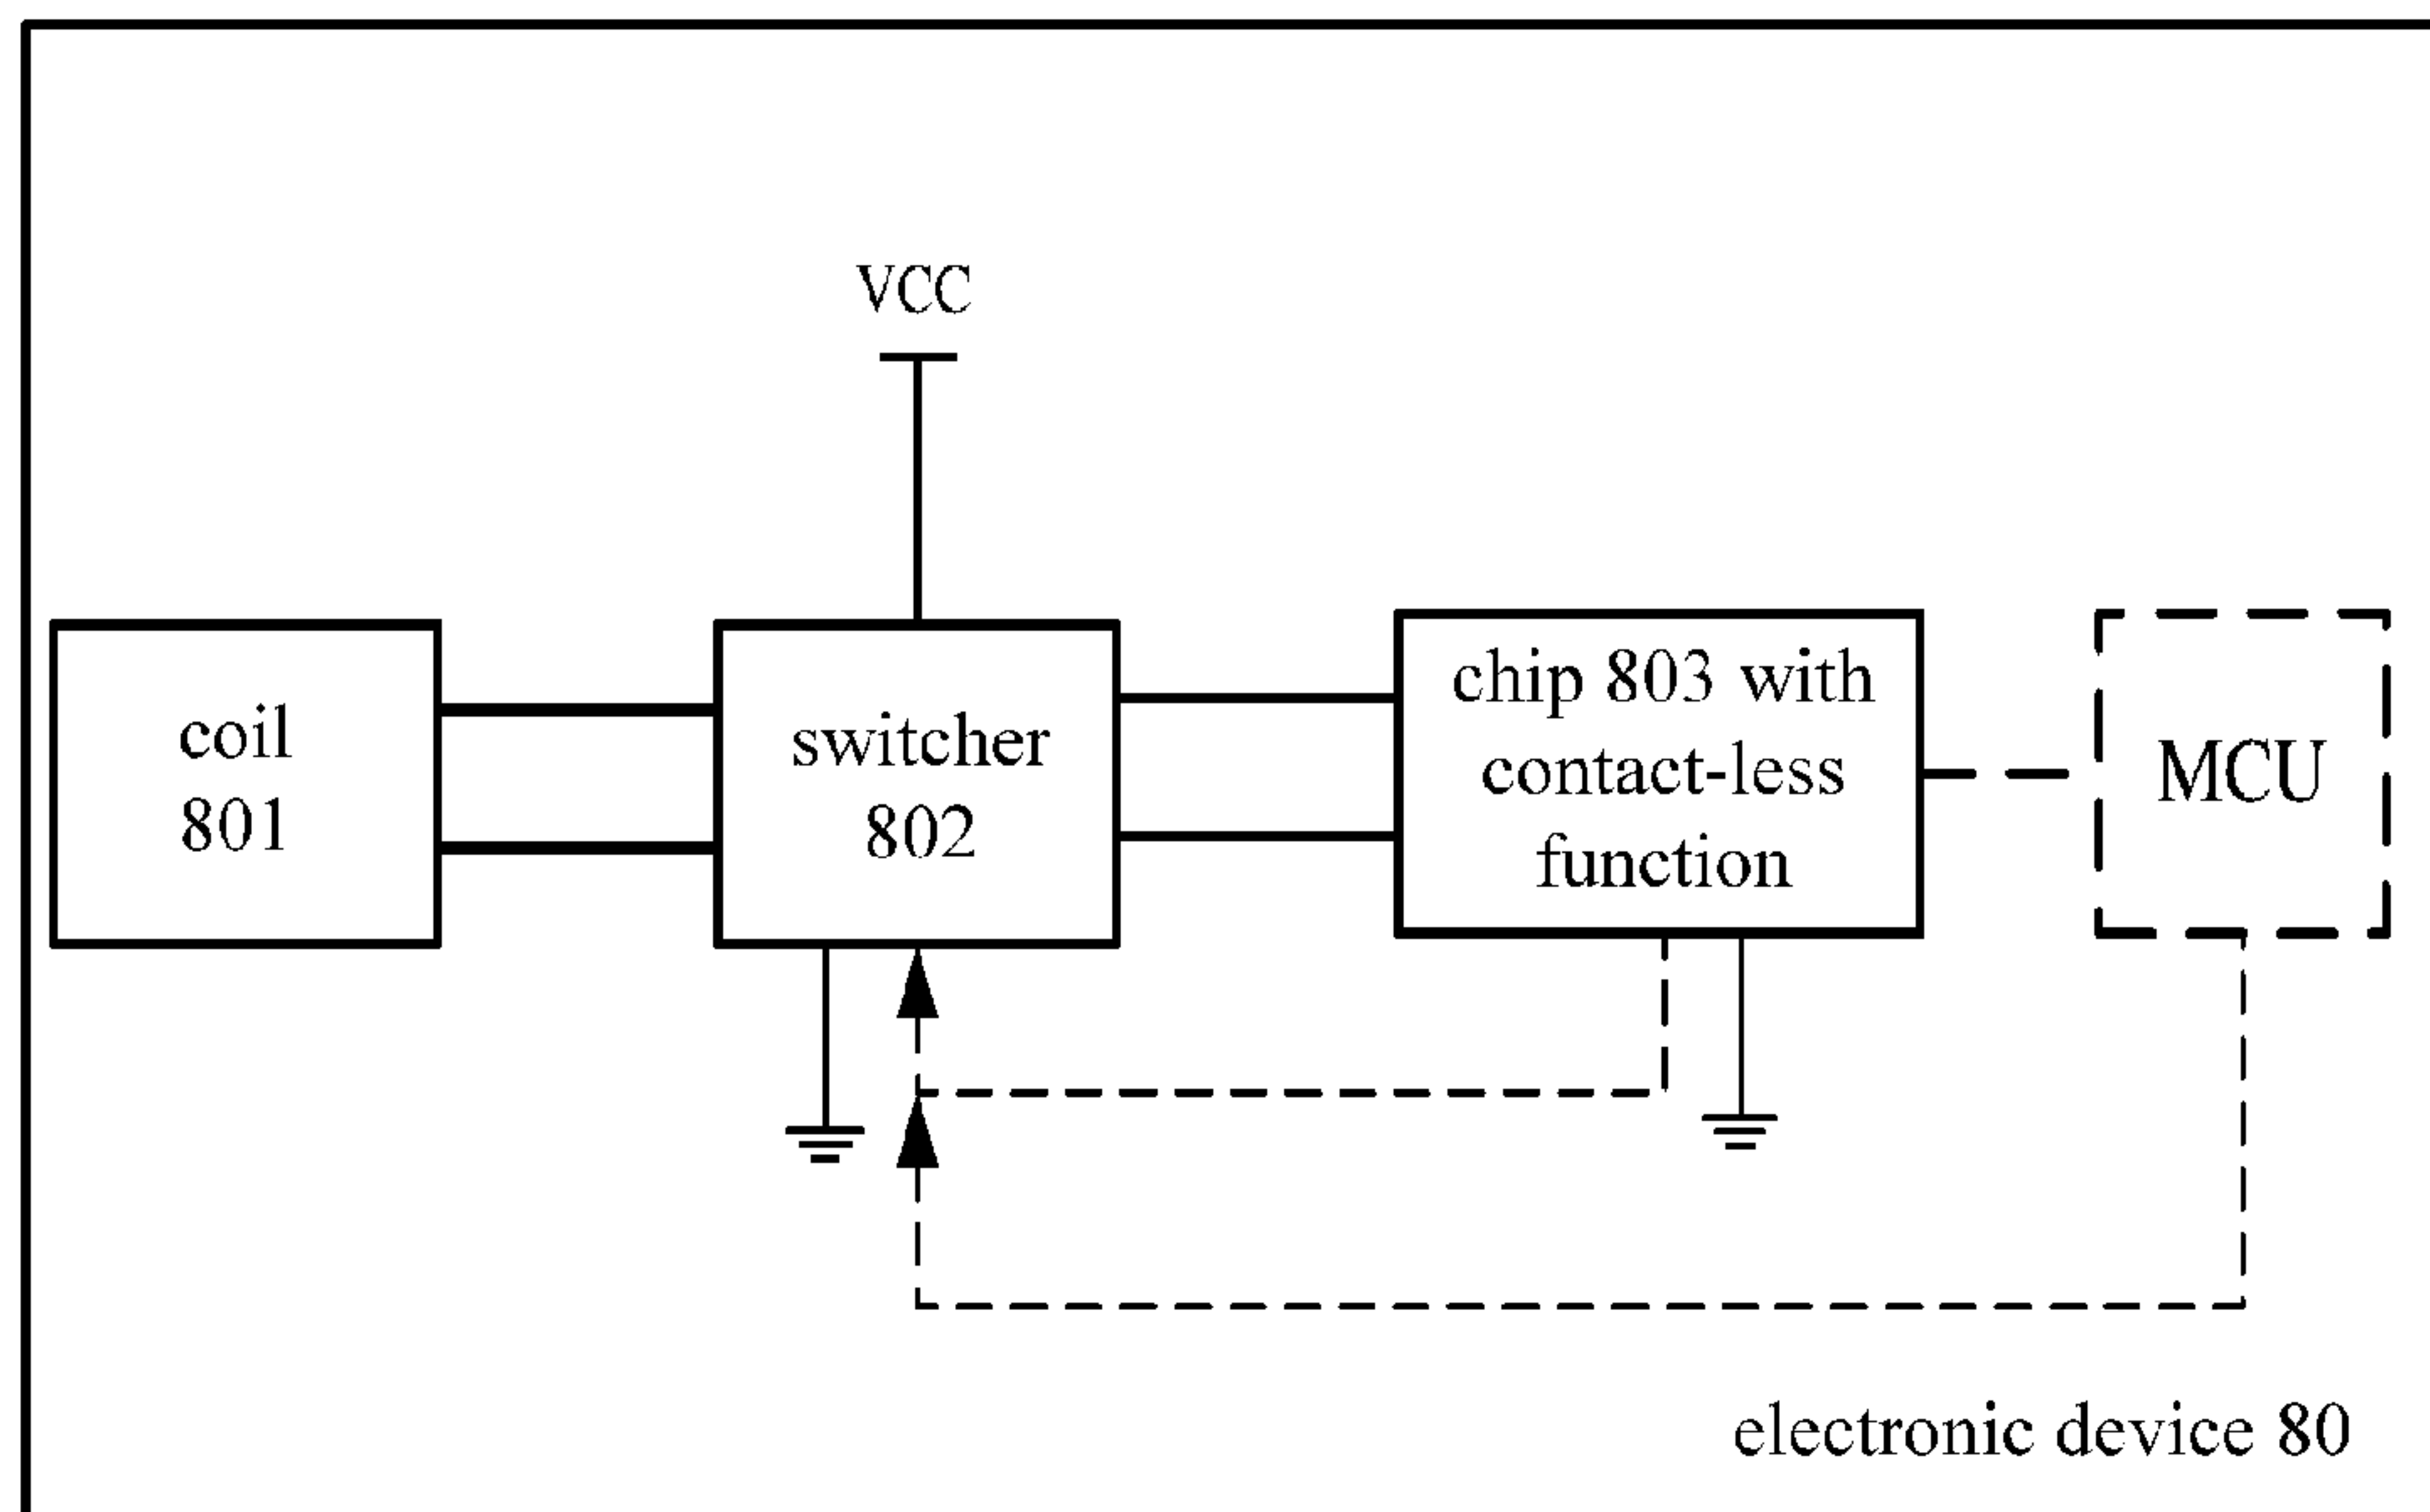 VCC
coil
801
switcher
802
chip 803 with
contact-less
function
MCU
electronic device 80